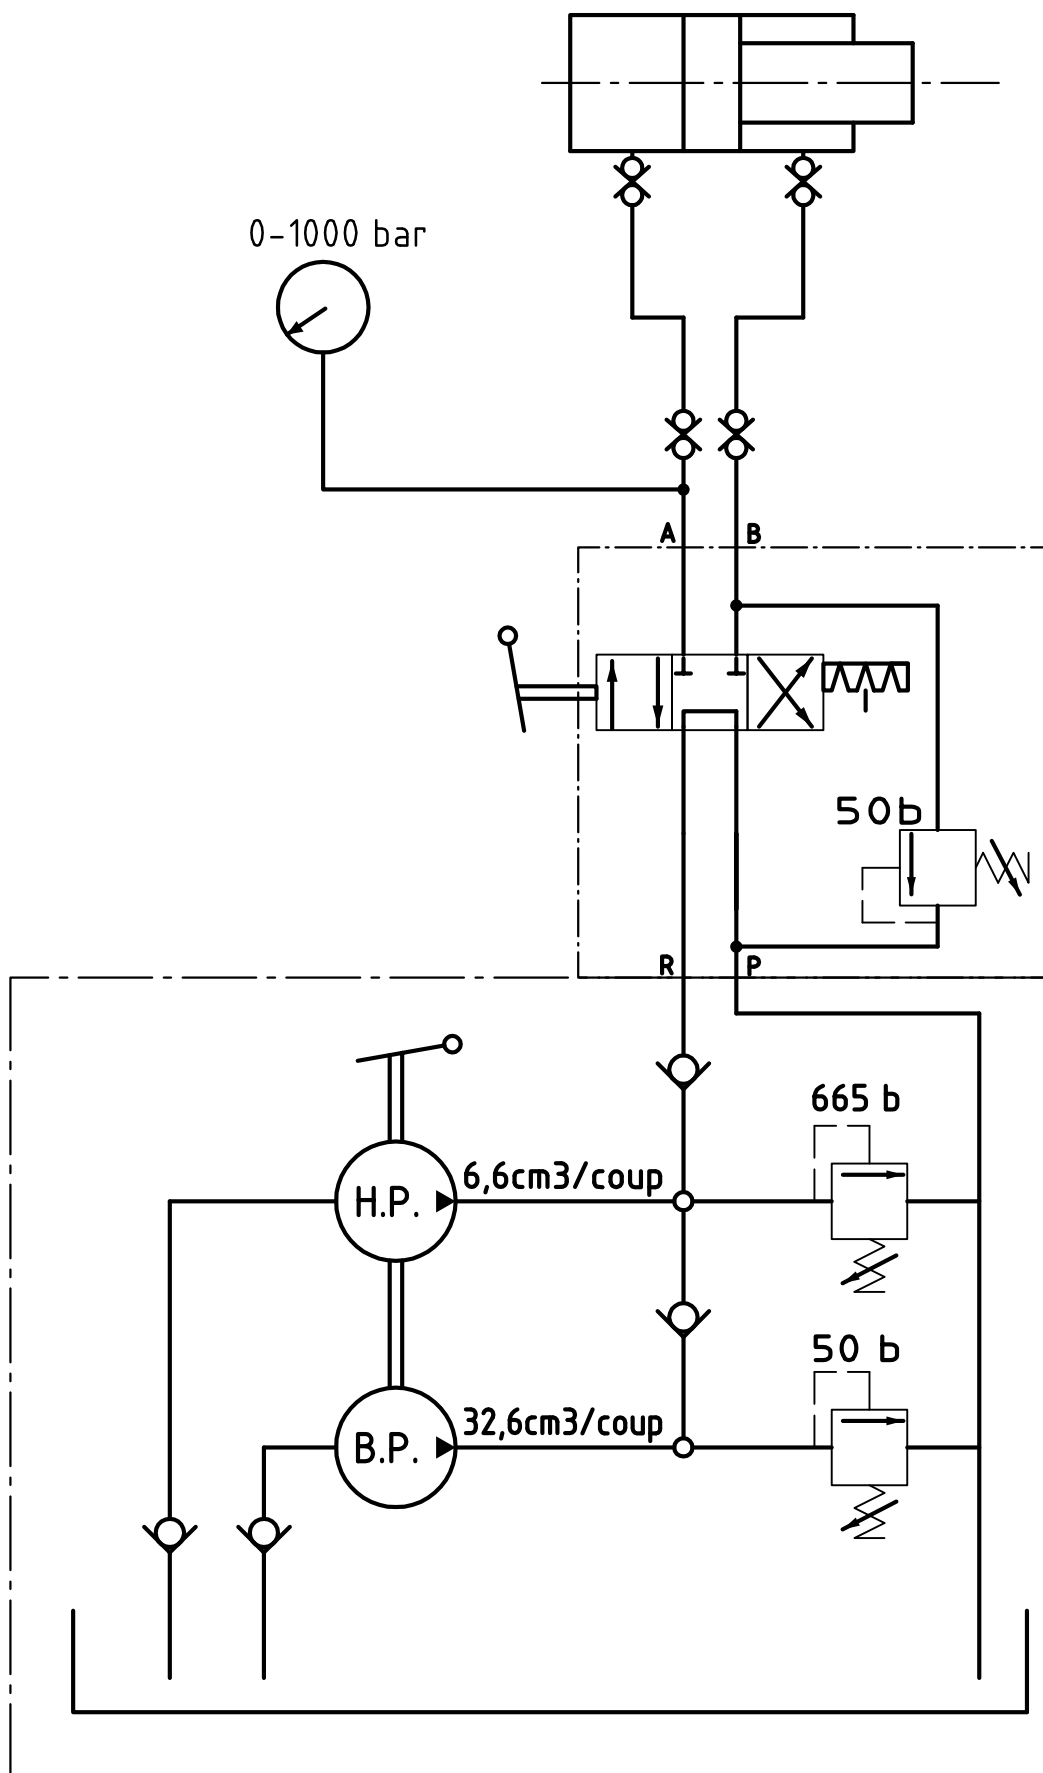 0-1000 bar
A B
50b
R P
665 b
6,6cm3/coup
H.P.
50 b
32,6cm3/coup
B.P.